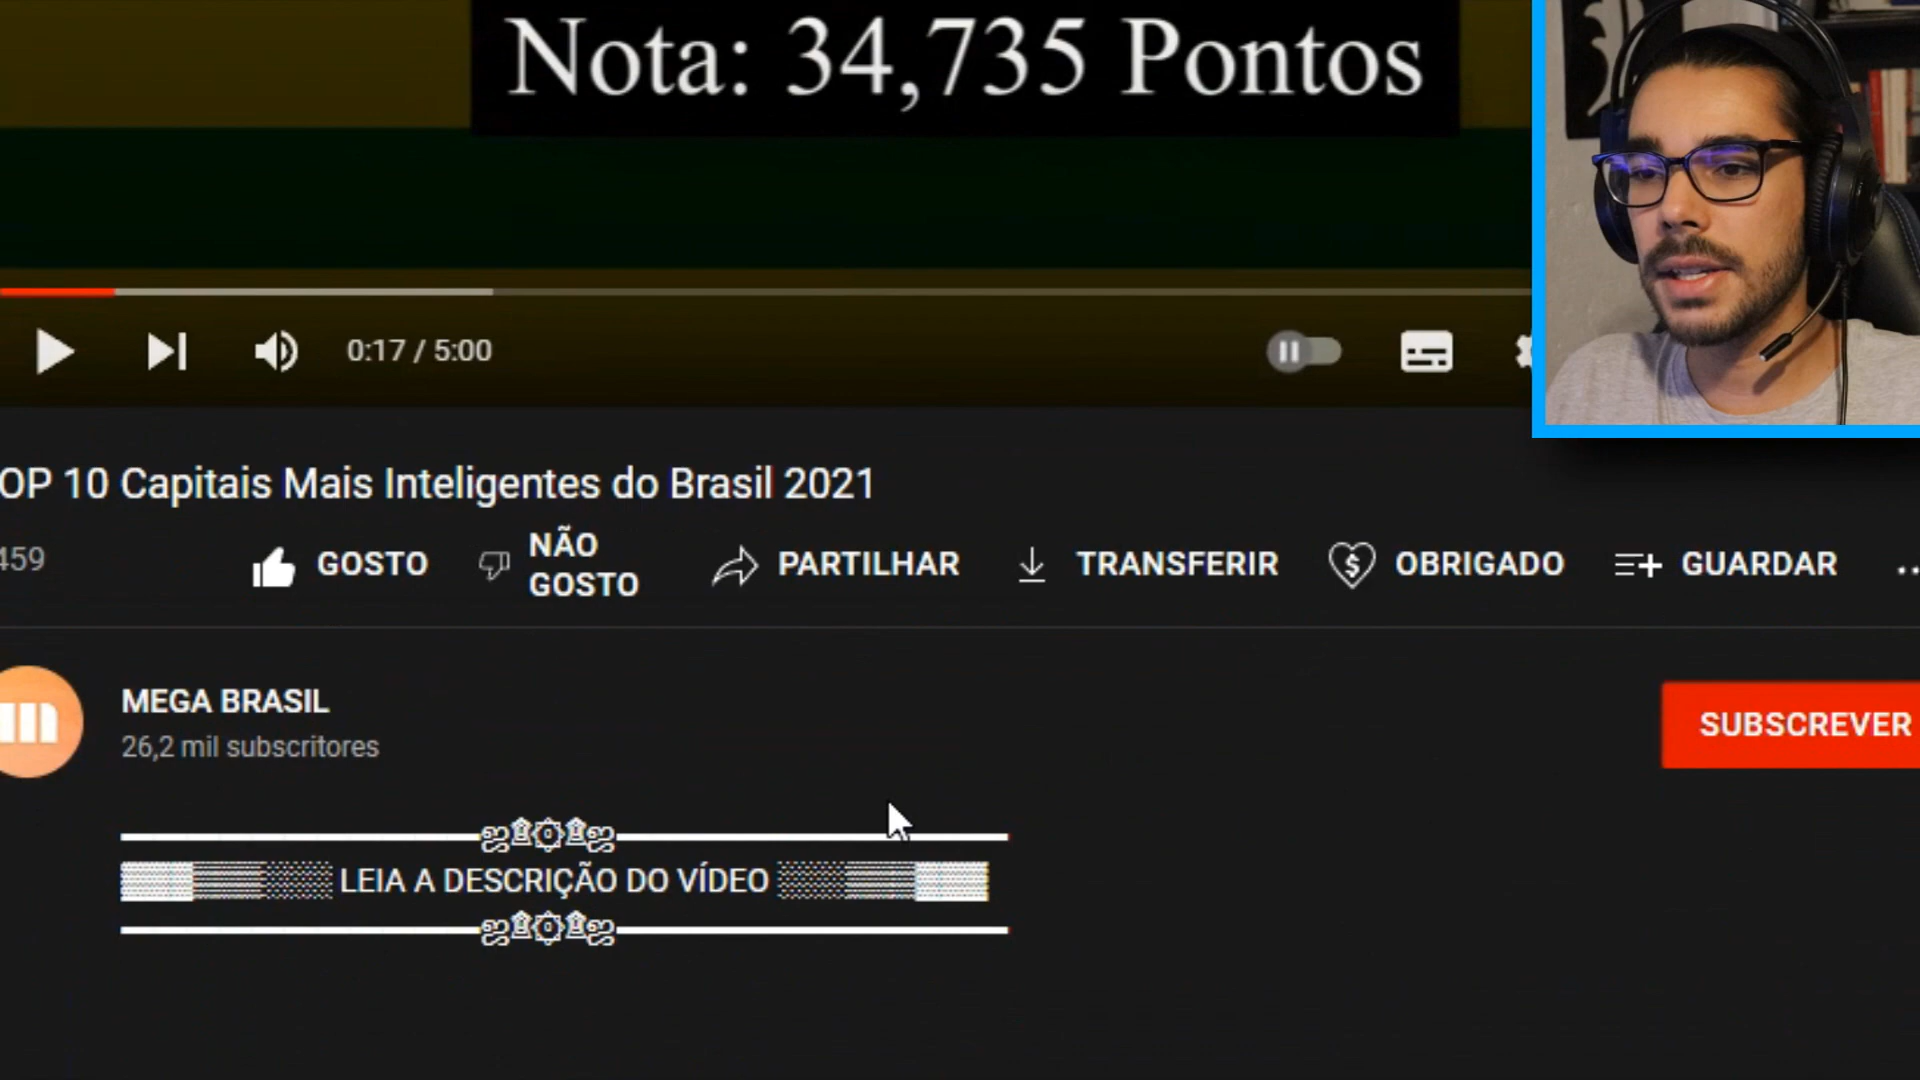 Nota: 34,735 Pontos
0:17 / 5:00
OP 10 Capitais Mais Inteligentes do Brasil 2021
459
GOSTO
NÃO
GOSTO
PARTILHAR
TRANSFERIR
OBRIGADO
GUARDAR
MEGA BRASIL
26,2 mil subscritores
SUBSCREVER
LEIA A DESCRIÇÃO DO VÍDEO